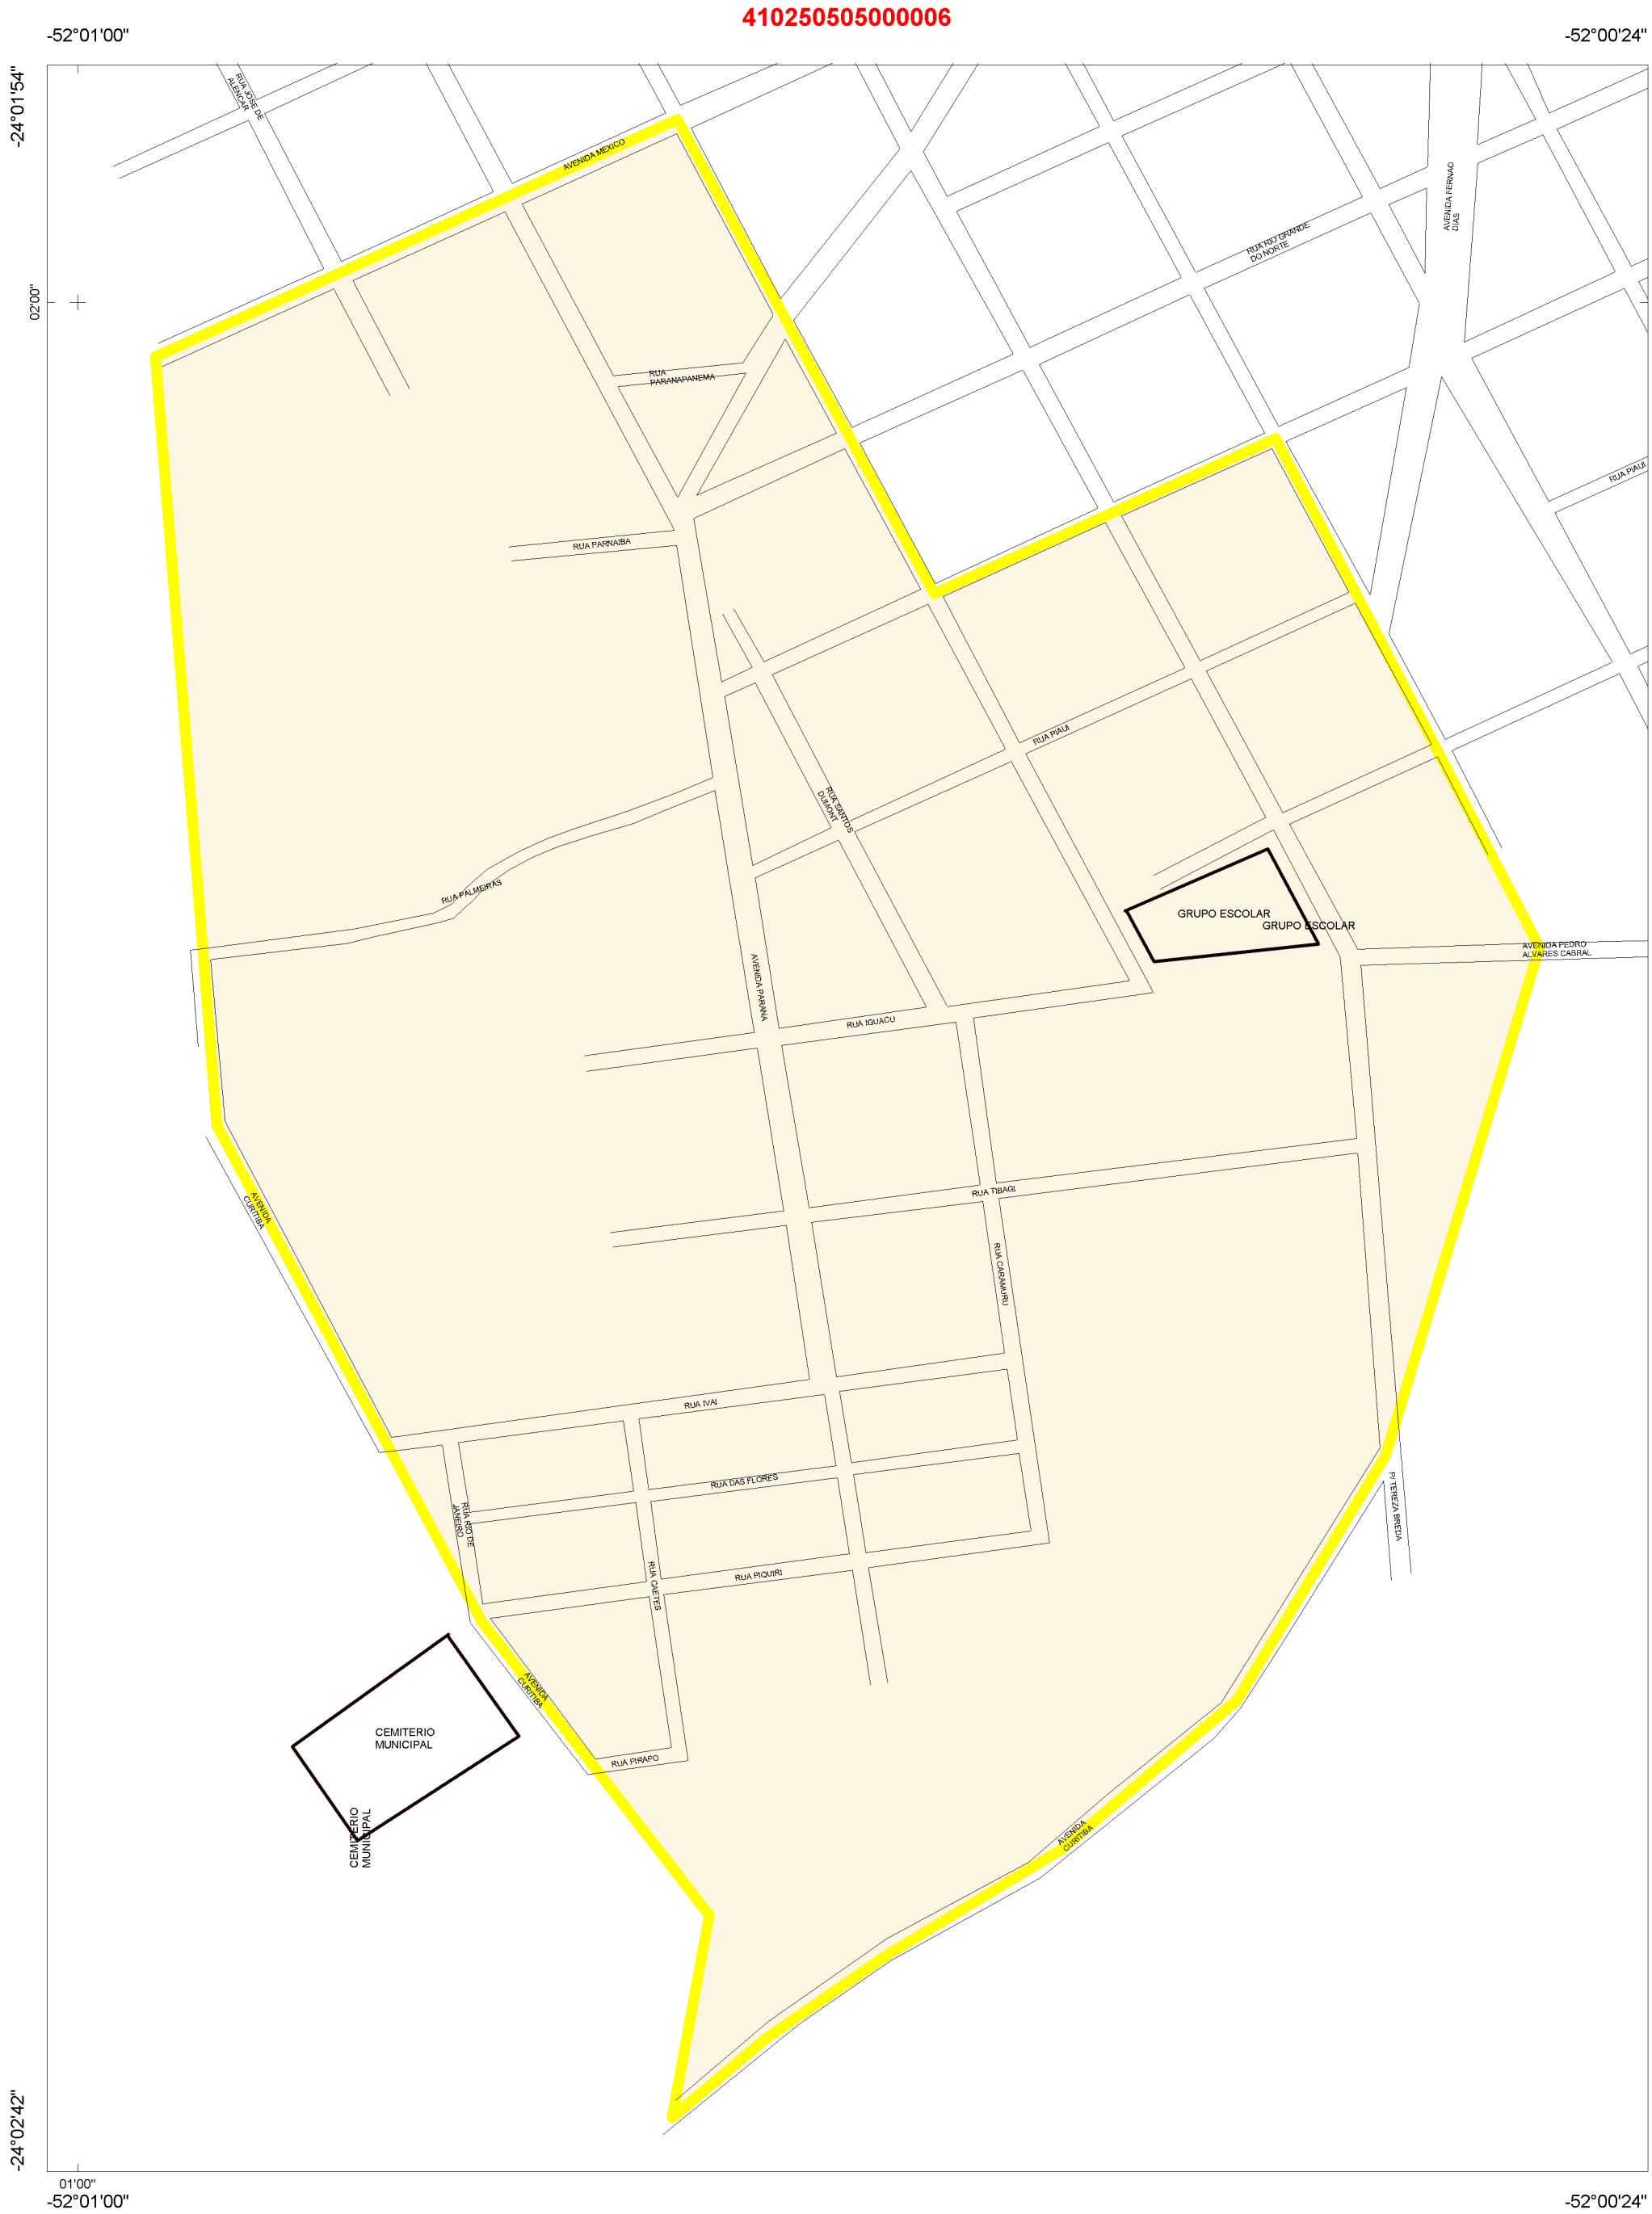 410250505000006
-52°01'00"
-52°00'24"
-24°01'54"
RUA JOSE DE
ALENCAR
AVENIDA MEXICO
AVENIDA FERNAO
DIAS
RUA RIO GRANDE
DO NORTE
02'00"
RUA
PARANAPANEMA
RUA PIAUI
RUA PARNAIBA
RUA PIAUI
RUA SANTOS
DUMONT
RUA PALMEIRAS
GRUPO ESCOLAR
GRUPO ESCOLAR
AVENIDA PEDRO
ALVARES CABRAL
AVENIDA PARANA
RUA IGUACU
RUA TIBAGI
AVENIDA
CURITIBA
RUA CARAMURU
RUA IVAI
RUA DAS FLORES
RUA RIO DE
JANEIRO
P/ TEREZA BREDA
RUA CAETES
RUA PIQUIRI
AVENIDA
CURITIBA
CEMITERIO
MUNICIPAL
RUA PIRAPO
CEMITERIO
MUNICIPAL
AVENIDA
CURITIBA
-24°02'42"
01'00"
-52°01'00"
-52°00'24"